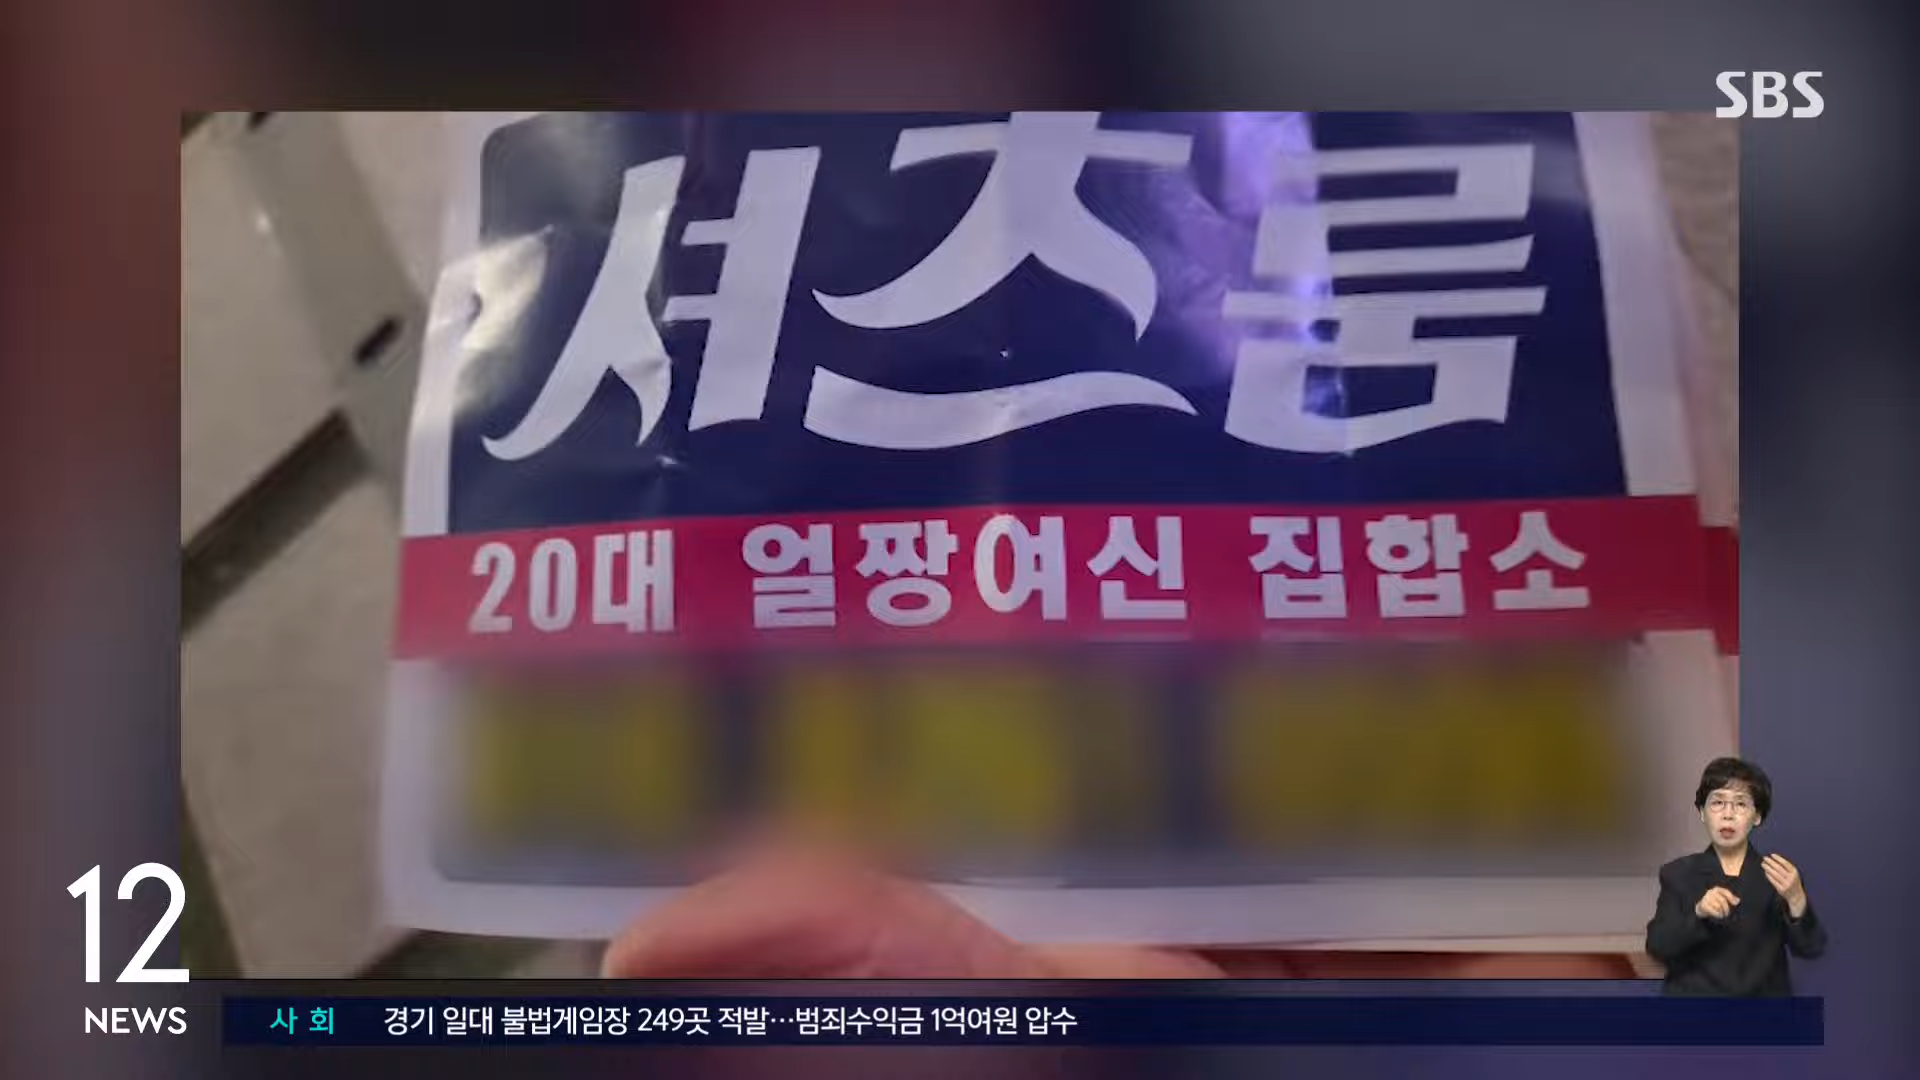 SBS
셔츠룸
20대 얼짱여신 집합소
12
NEWS
사회 경기 일대 불법게임장 249곳 적발…범죄수익금 1억여원 압수